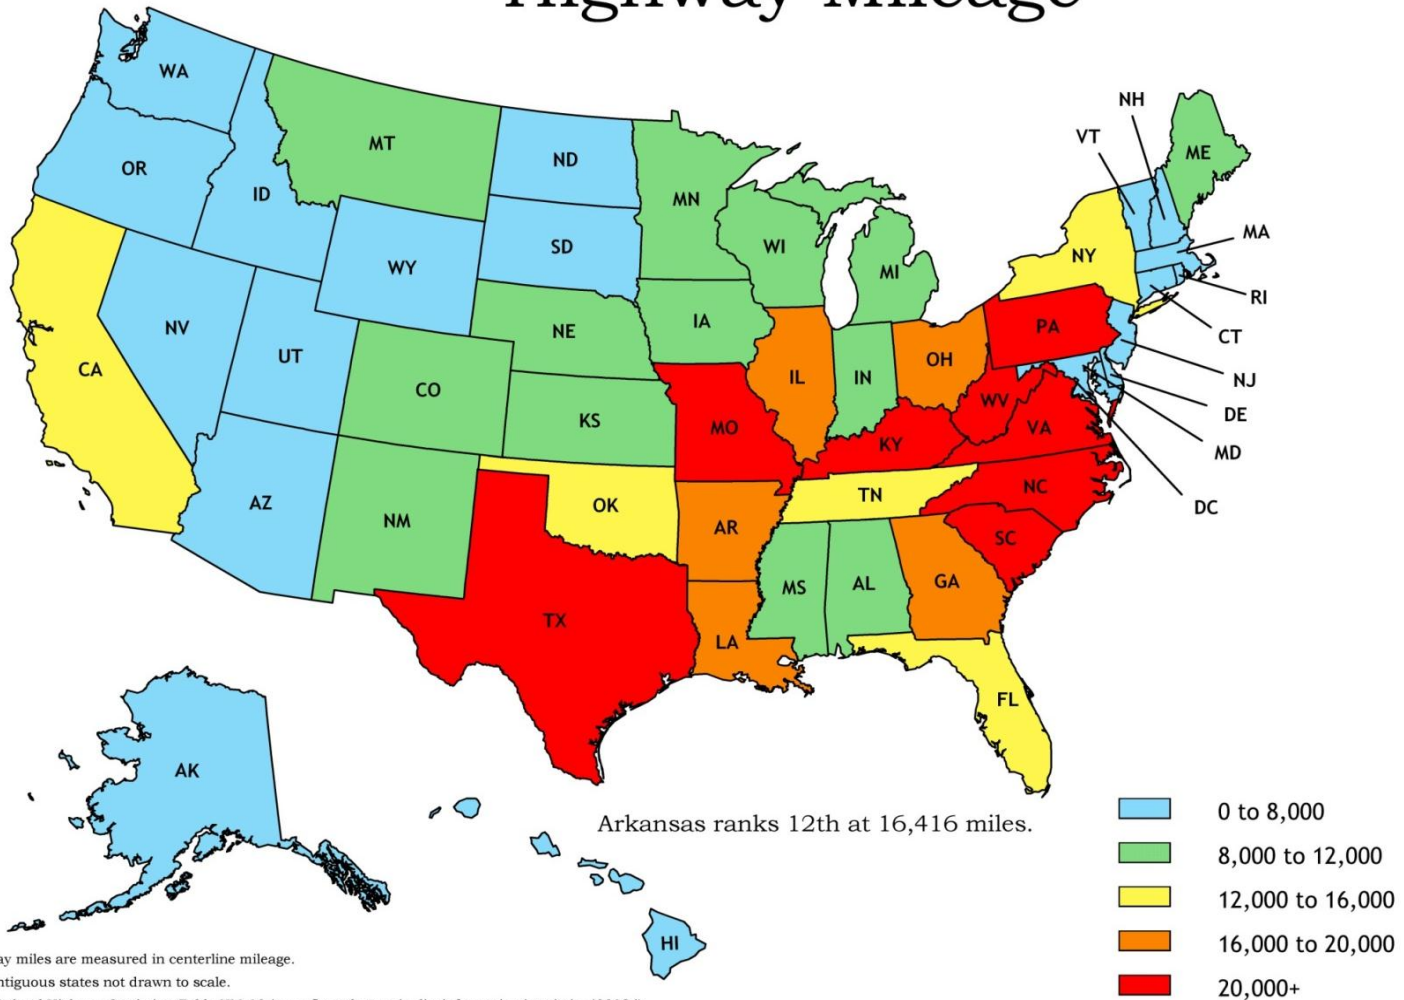 Highway Mileage
WA
OR
ID
MT
ND
MN
SD
WY
NV
UT
CA
CO
NE
IA
WI
MI
KS
MO
IL
IN
OH
PA
NY
VT
NH
ME
MA
RI
CT
NJ
DE
MD
DC
WV
VA
KY
NC
TN
SC
AZ
NM
OK
AR
TX
LA
MS
AL
GA
FL
AK
HI
Arkansas ranks 12th at 16,416 miles.
0 to 8,000
8,000 to 12,000
12,000 to 16,000
16,000 to 20,000
20,000+
miles are measured in centerline mileage.
states not drawn to scale.